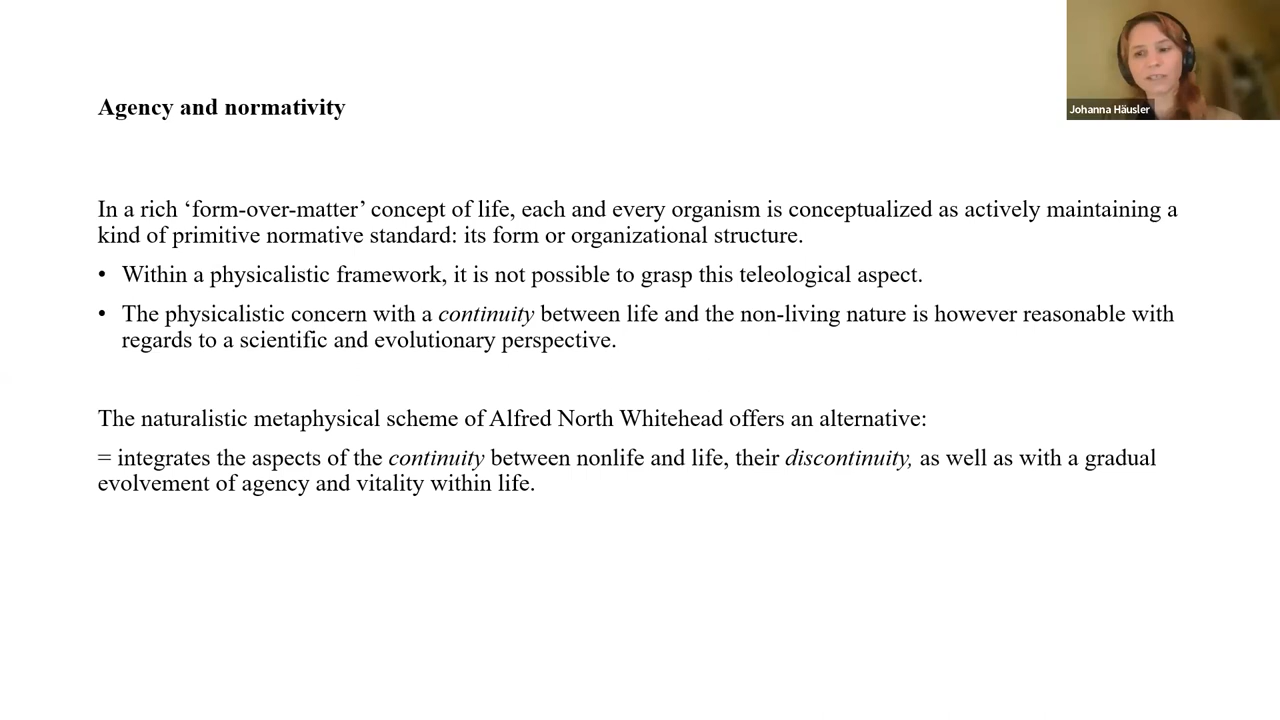 Johanna Häusler
Agency and normativity
In a rich ‘form-over-matter’ concept of life, each and every organism is conceptualized as actively maintaining a
kind of primitive normative standard: its form or organizational structure.
• Within a physicalistic framework, it is not possible to grasp this teleological aspect.
• The physicalistic concern with a continuity between life and the non-living nature is however reasonable with
regards to a scientific and evolutionary perspective.
The naturalistic metaphysical scheme of Alfred North Whitehead offers an alternative:
= integrates the aspects of the continuity between nonlife and life, their discontinuity, as well as with a gradual
evolvement of agency and vitality within life.